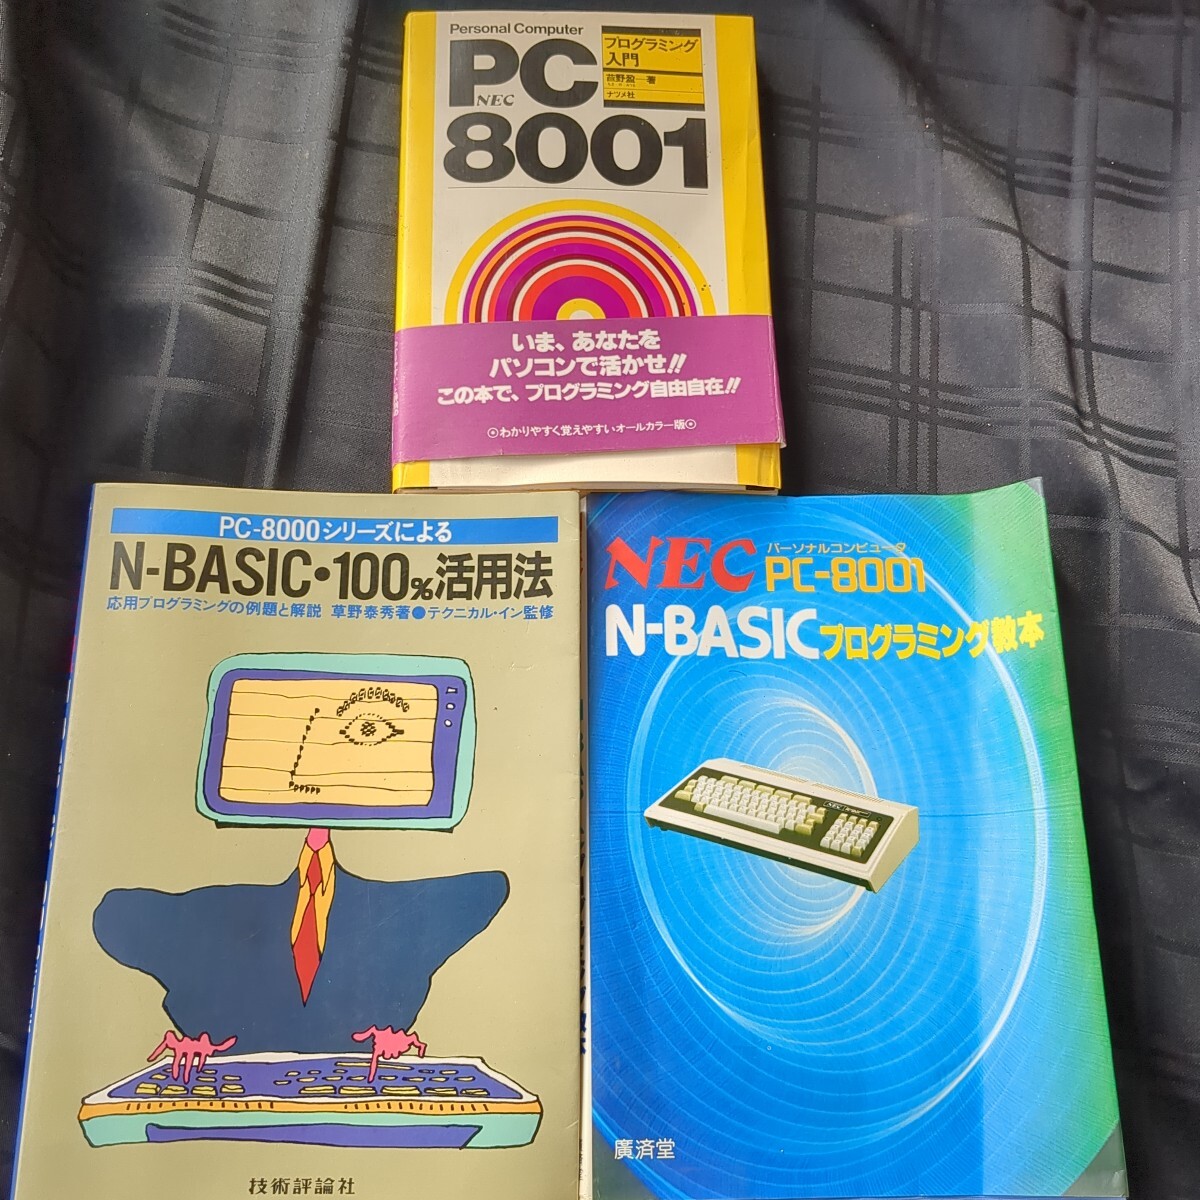 Personal Computer
PC
NEC
8001
プログラミング
入門
ナツメ社
いま、あなたを
パソコンで活かせ!!
この本で、プログラミング自由自在!!
◎わかりやすく覚えやすいオールカラー版◎
PC-8000シリーズによる
N-BASIC・100%活用法
応用プログラミングの例題と解説 草野泰秀著●テクニカル・イン監修
技術評論社
NEC パーソナルコンピュータ
PC-8001
N-BASICプログラミング教本
NEC
廣済堂